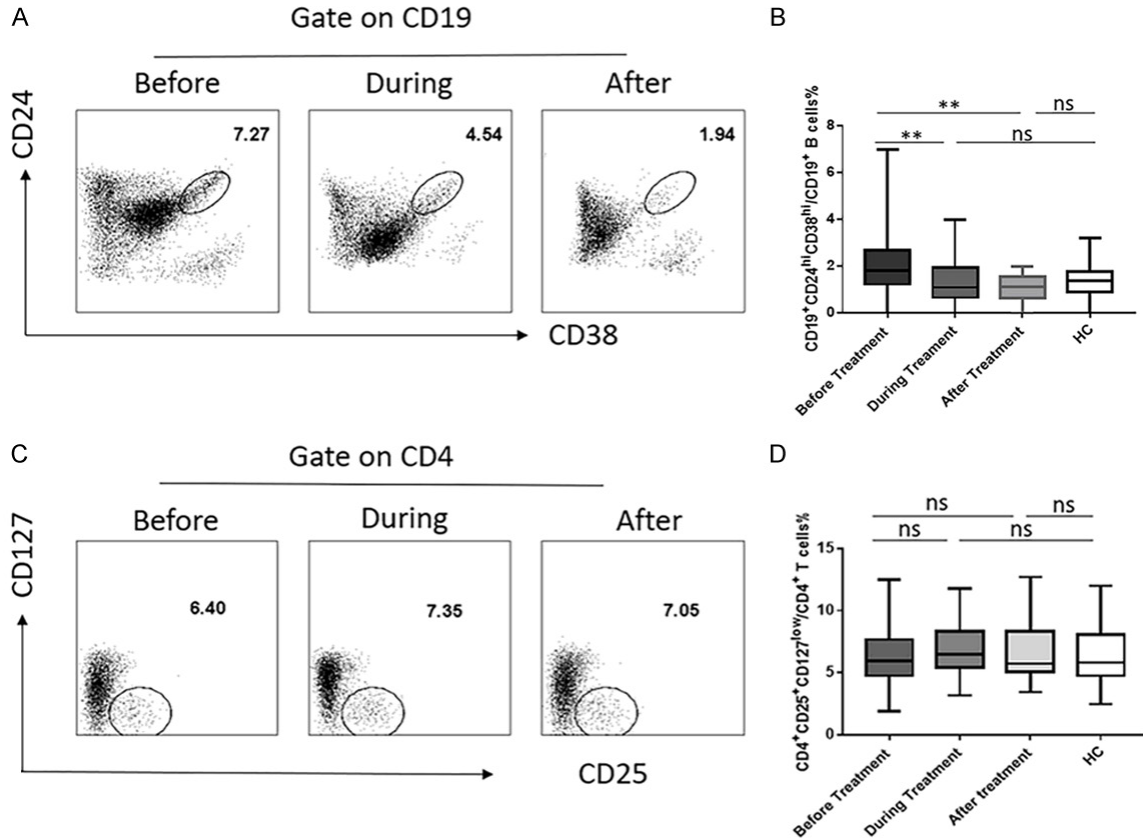 A
Gate on CD19
Before During After
CD24
7.27 4.54 1.94
CD38
B
** ns
** ns
CD19+CD24hiCD38hi/CD19+ B cells%
8
6
4
2
0
Before Treatment During Treament After Treatment HC
C
Gate on CD4
Before During After
CD127
6.40 7.35 7.05
CD25
D
ns ns
ns ns
CD4+CD25+CD127low/CD4+ T cells%
15
10
5
0
Before Treatment During Treatment After treatment HC